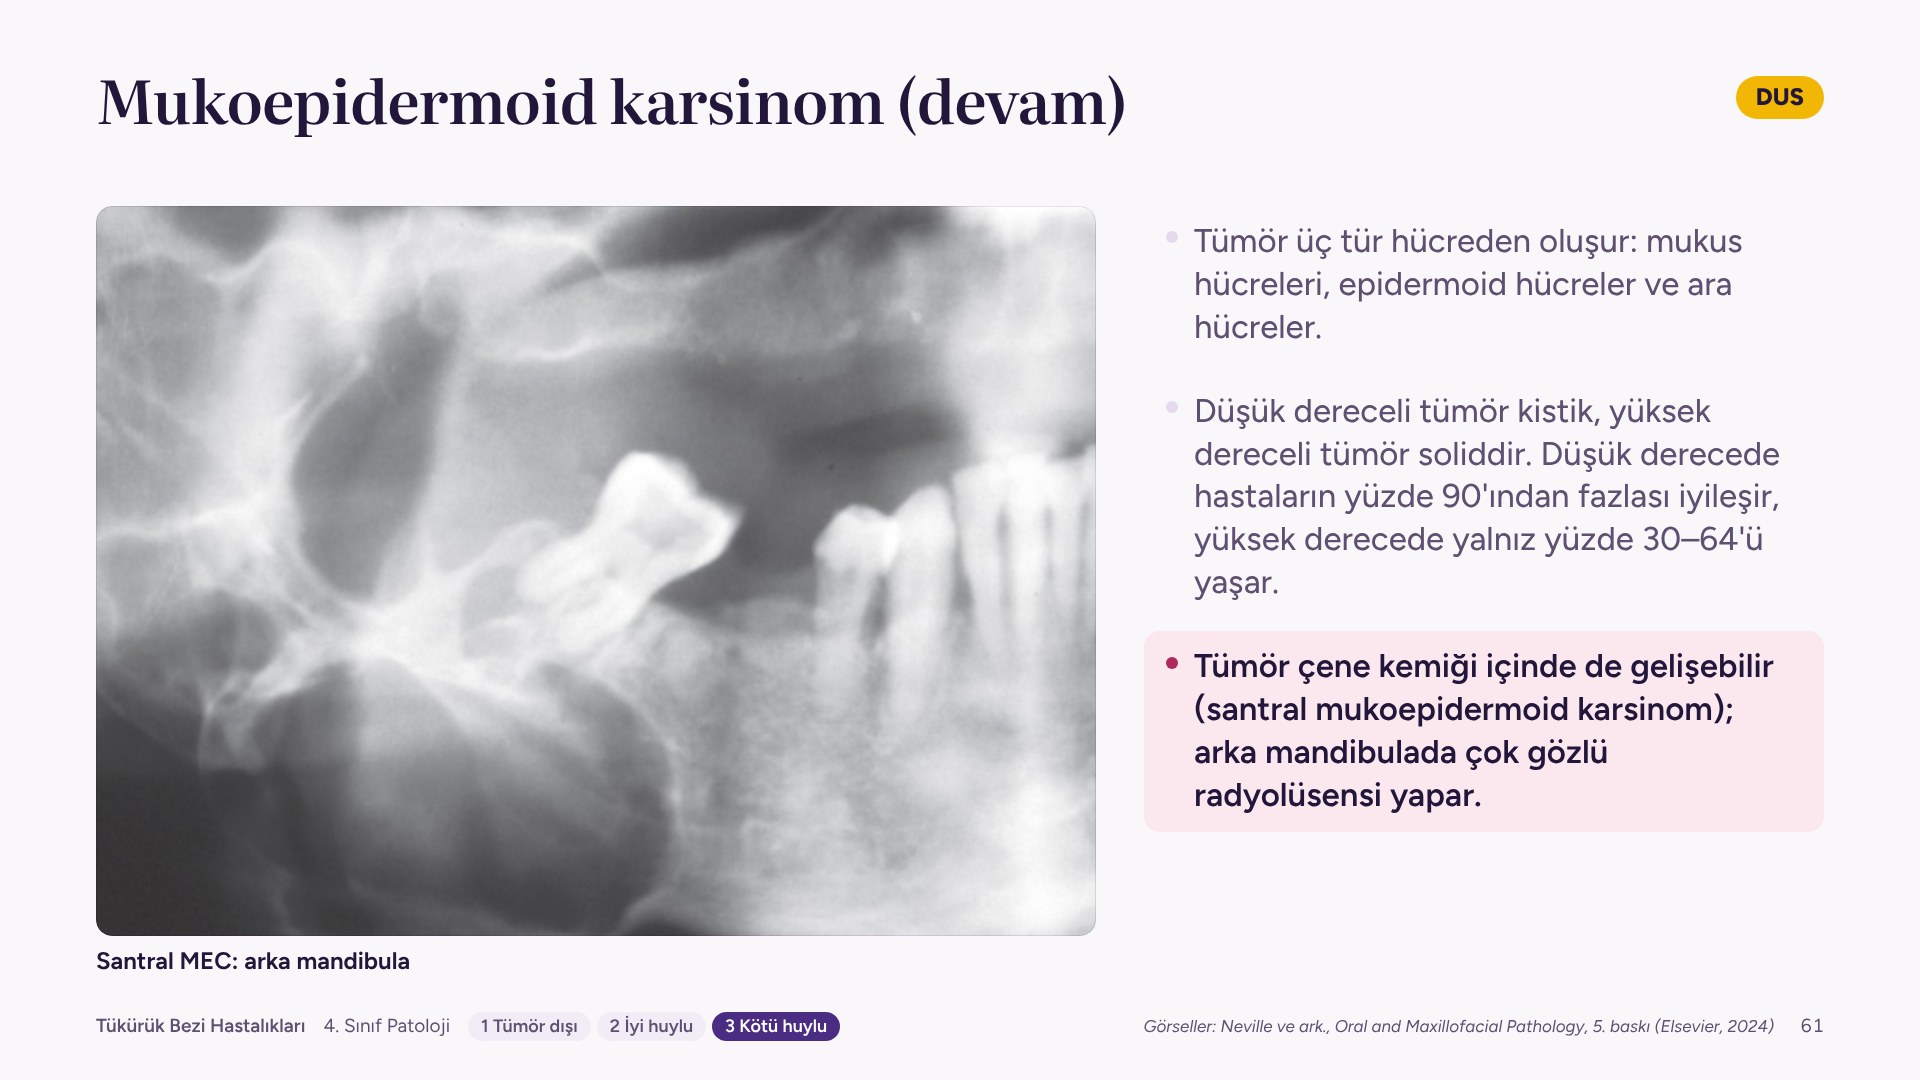 Mukoepidermoid karsinom (devam)
DUS
Tümör üç tür hücreden oluşur: mukus
hücreleri, epidermoid hücreler ve ara
hücreler.
Düşük dereceli tümör kistik, yüksek
dereceli tümör soliddir. Düşük derecede
hastaların yüzde 90'ından fazlası iyileşir,
yüksek derecede yalnız yüzde 30–64'ü
yaşar.
Tümör çene kemiği içinde de gelişebilir
(santral mukoepidermoid karsinom);
arka mandibulada çok gözlü
radyolüsensi yapar.
Santral MEC: arka mandibula
Tükürük Bezi Hastalıkları 4. Sınıf Patoloji 1 Tümör dışı 2 İyi huylu 3 Kötü huylu
Görseller: Neville ve ark., Oral and Maxillofacial Pathology, 5. baskı (Elsevier, 2024) 61